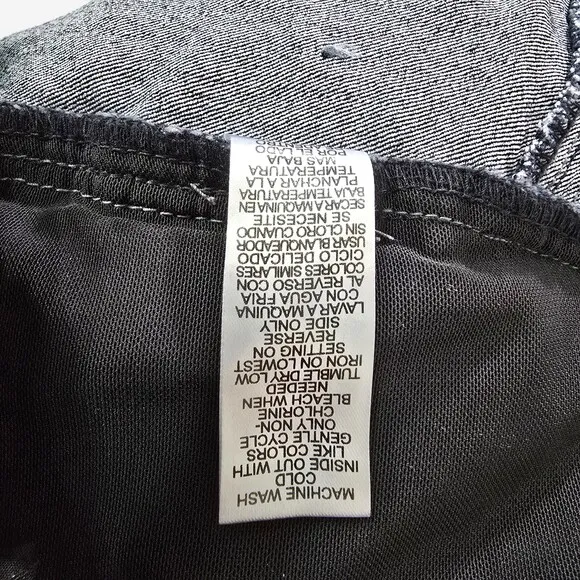 MACHINE WASH
COLD
INSIDE OUT WITH
LIKE COLORS
GENTLE CYCLE
ONLY NON-
CHLORINE
BLEACH WHEN
NEEDED
TUMBLE DRY LOW
IRON ON LOWEST
SETTING ON
REVERSE
SIDE ONLY
LAVAR A MAQUINA
CON AGUA FRIA
AL REVERSO CON
COLORES SIMILARES
CICLO DELICADO
USAR BLANQUEADOR
SIN CLORO CUANDO
SE NECESITE
SECAR A MAQUINA EN
BAJA TEMPERATURA
PLANCHAR A LA
TEMPERATURA
MAS BAJA
POR EL LADO